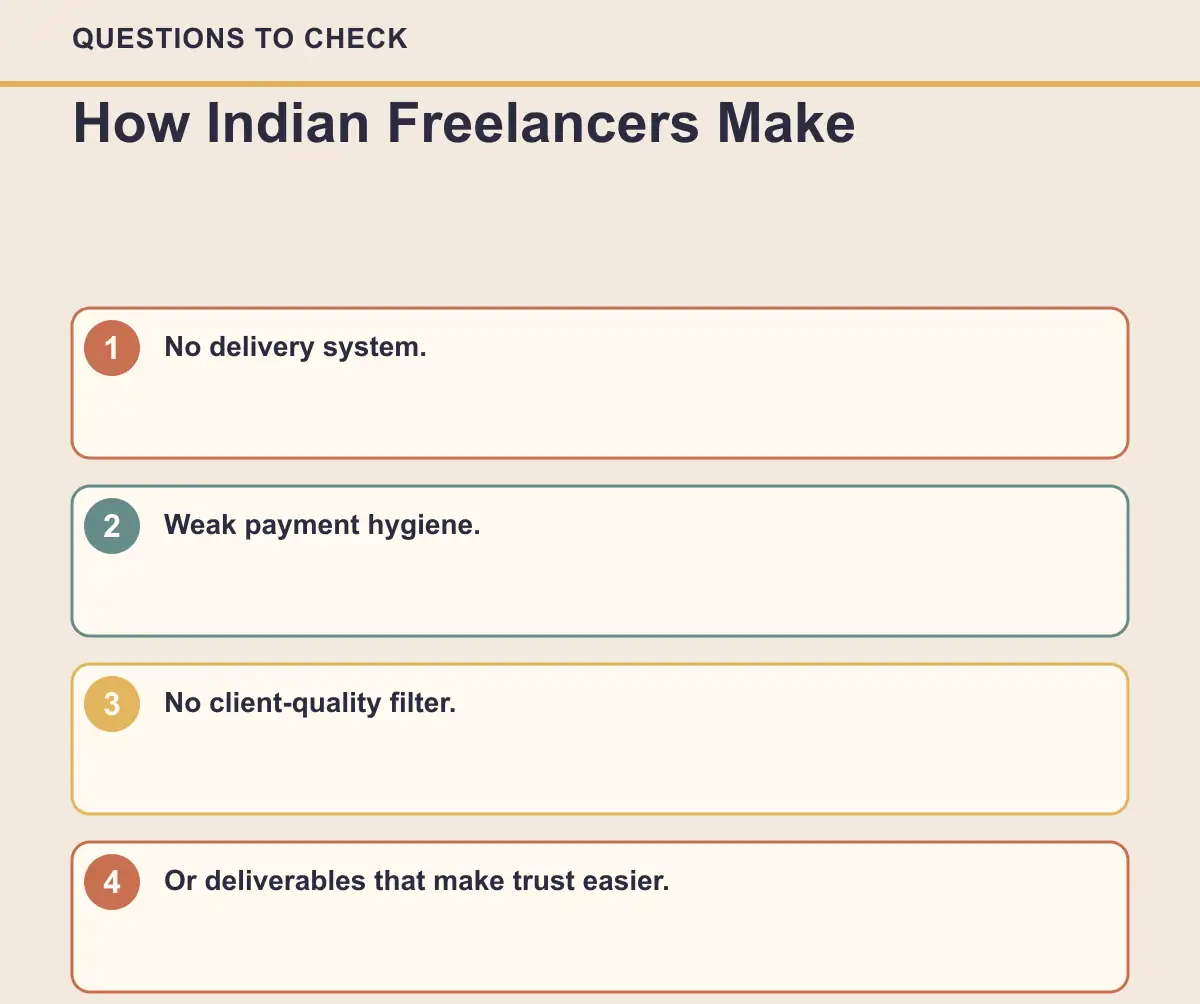 QUESTIONS TO CHECK
How Indian Freelancers Make
1 No delivery system.
2 Weak payment hygiene.
3 No client-quality filter.
4 Or deliverables that make trust easier.